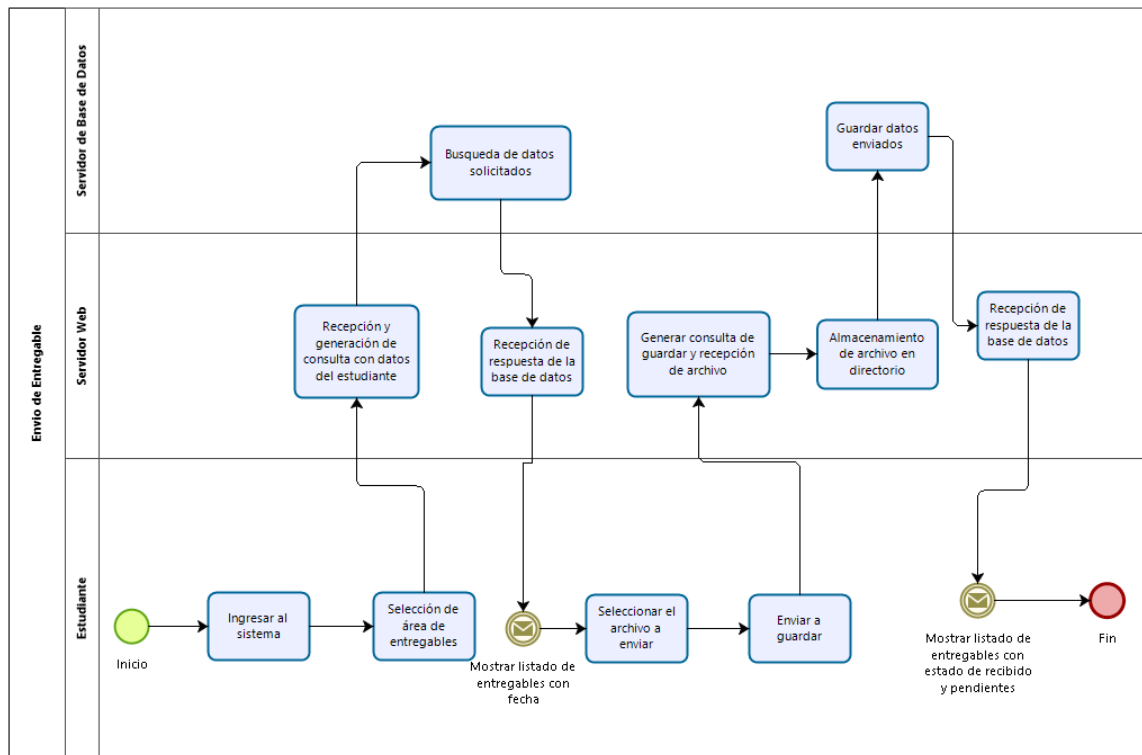 Envio de Entregable
Servidor de Base de Datos
Busqueda de datos
solicitados
Guardar datos
enviados
Servidor Web
Recepción y
generación de
consulta con datos
del estudiante
Recepción de
respuesta de la
base de datos
Generar consulta de
guardar y recepción
de archivo
Almacenamiento
de archivo en
directorio
Recepción de
respuesta de la
base de datos
Estudiante
Inicio
Ingresar al
sistema
Selección de
área de
entregables
Mostrar listado de
entregables con
fecha
Seleccionar el
archivo a
enviar
Enviar a
guardar
Mostrar listado de
entregables con
estado de recibido
y pendientes
Fin